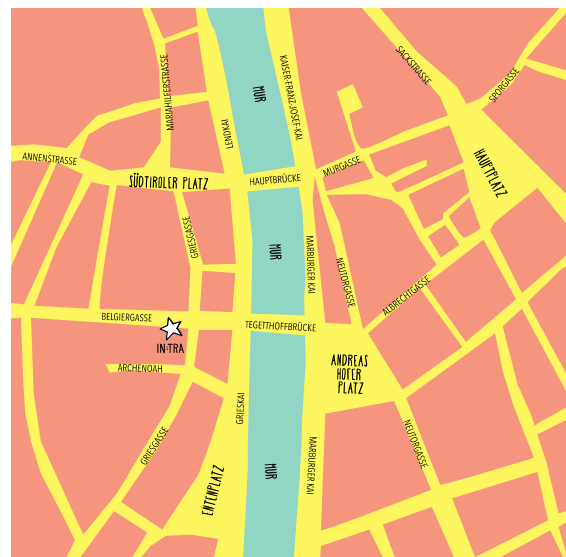 SACKSTRASSE
KAISER-FRANZ-JOSEF-KAI
MARIAHILFERSTRASSE
SPORGASSE
MUR
LENDKAI
ANNENSTRASSE
MURGASSE
HAUPTPLATZ
SÜDTIROLER PLATZ
HAUPTBRÜCKE
GRIESGASSE
MUR
MARBURGER KAI
NEUTORGASSE
ALBRECHTGASSE
BELGIERGASSE
TEGETTHOFFBRÜCKE
IN:TRA
ARCHENOAH
ANDREAS
HOFER
PLATZ
GRIESKAI
GRIESGASSE
NEUTORGASSE
MARBURGER KAI
MUR
ENTENPLATZ